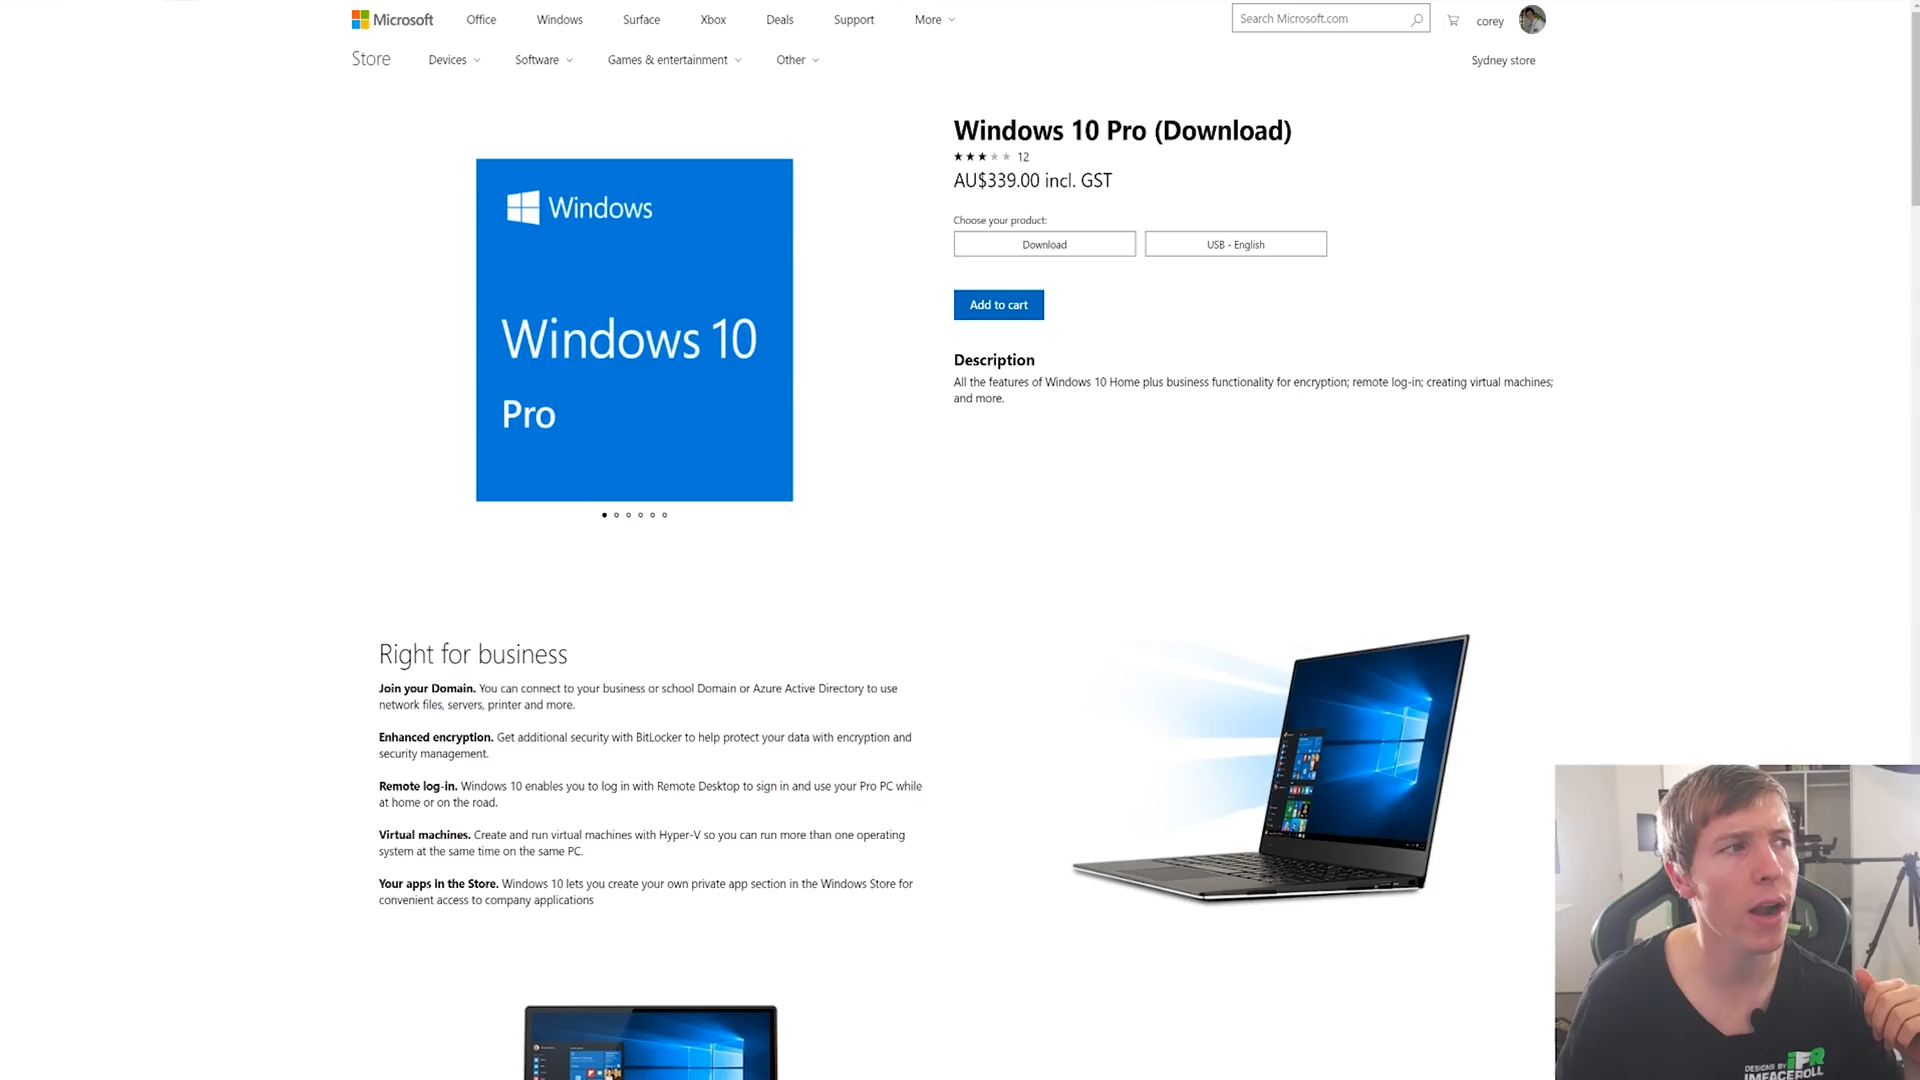 Microsoft Office Windows Surface Xbox Deals Support More Search Microsoft.com corey
Store Devices Software Games & entertainment Other Sydney store
Windows 10 Pro (Download)
12
AU$339.00 incl. GST
Choose your product:
Download USB - English
Add to cart
Description
All the features of Windows 10 Home plus business functionality for encryption; remote log-in; creating virtual machines;
and more.
Windows
Windows 10
Pro
Right for business
Join your Domain. You can connect to your business or school Domain or Azure Active Directory to use
network files, servers, printer and more.
Enhanced encryption. Get additional security with BitLocker to help protect your data with encryption and
security management.
Remote log-in. Windows 10 enables you to log in with Remote Desktop to sign in and use your Pro PC while
at home or on the road.
Virtual machines. Create and run virtual machines with Hyper-V so you can run more than one operating
system at the same time on the same PC.
Your apps in the Store. Windows 10 lets you create your own private app section in the Windows Store for
convenient access to company applications
DESIGNS BY iFR
IMFACEROLL